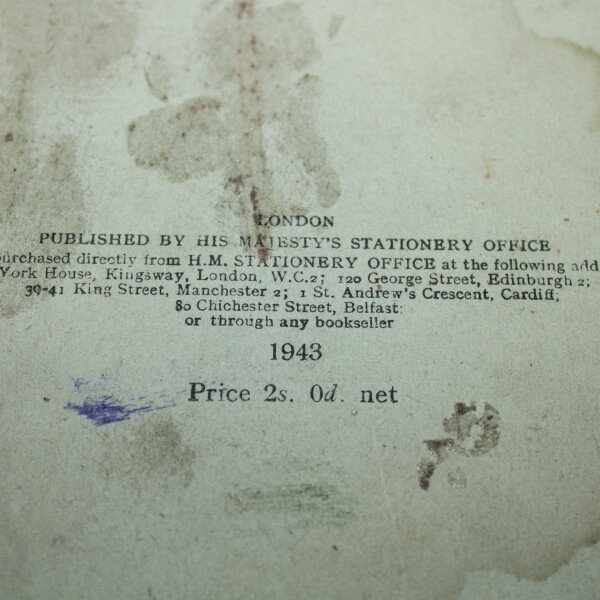 LONDON
PUBLISHED BY HIS MAJESTY'S STATIONERY OFFICE
urchased directly from H.M. STATIONERY OFFICE at the following add
York House, Kingsway, London, W.C.2; 120 George Street, Edinburgh 2;
39-41 King Street, Manchester 2; 1 St. Andrew's Crescent, Cardiff;
80 Chichester Street, Belfast:
or through any bookseller
1943
Price 2s. 0d. net